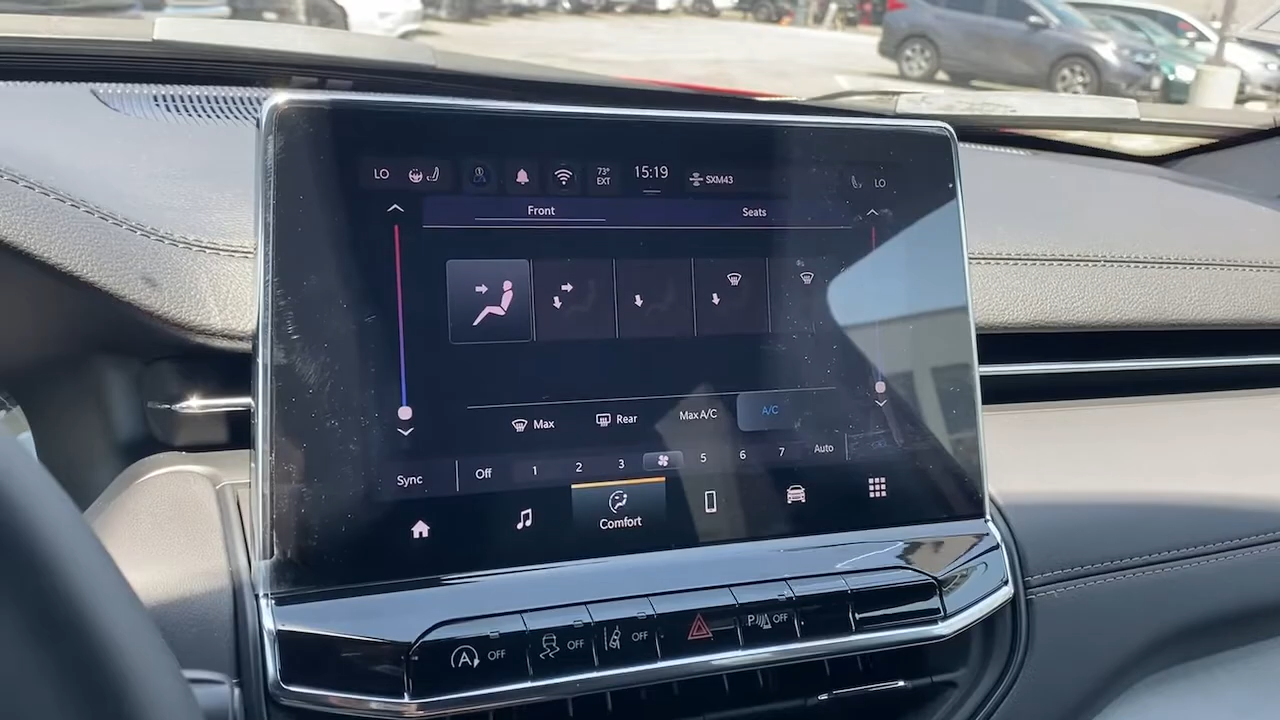 LO 73° EXT 15:19 SXM43 LO
Front Seats
Max Rear Max A/C A/C
Sync Off 1 2 3 5 6 7 Auto
Comfort
A OFF OFF OFF P OFF